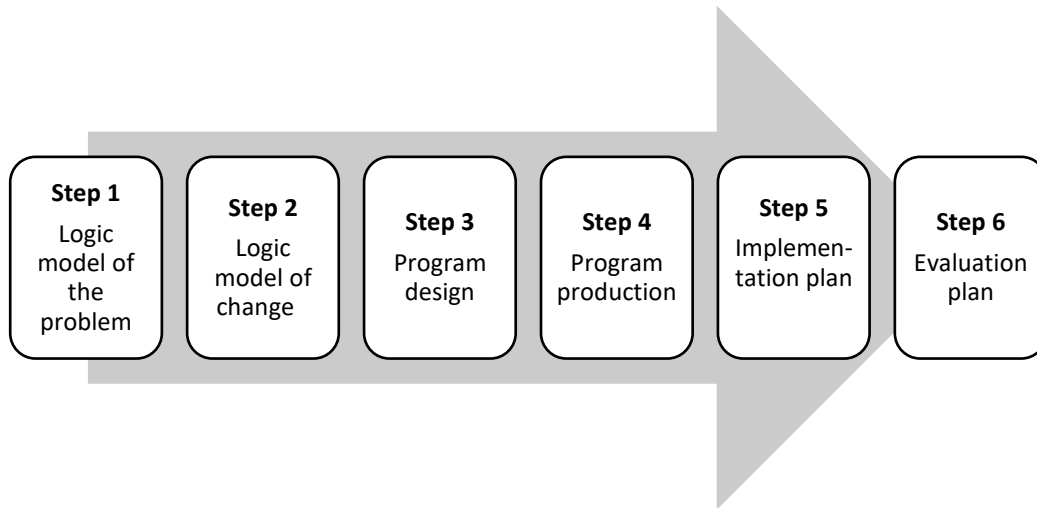 Step 1
Logic
model of
the
problem
Step 2
Logic
model of
change
Step 3
Program
design
Step 4
Program
production
Step 5
Implemen-
tation plan
Step 6
Evaluation
plan